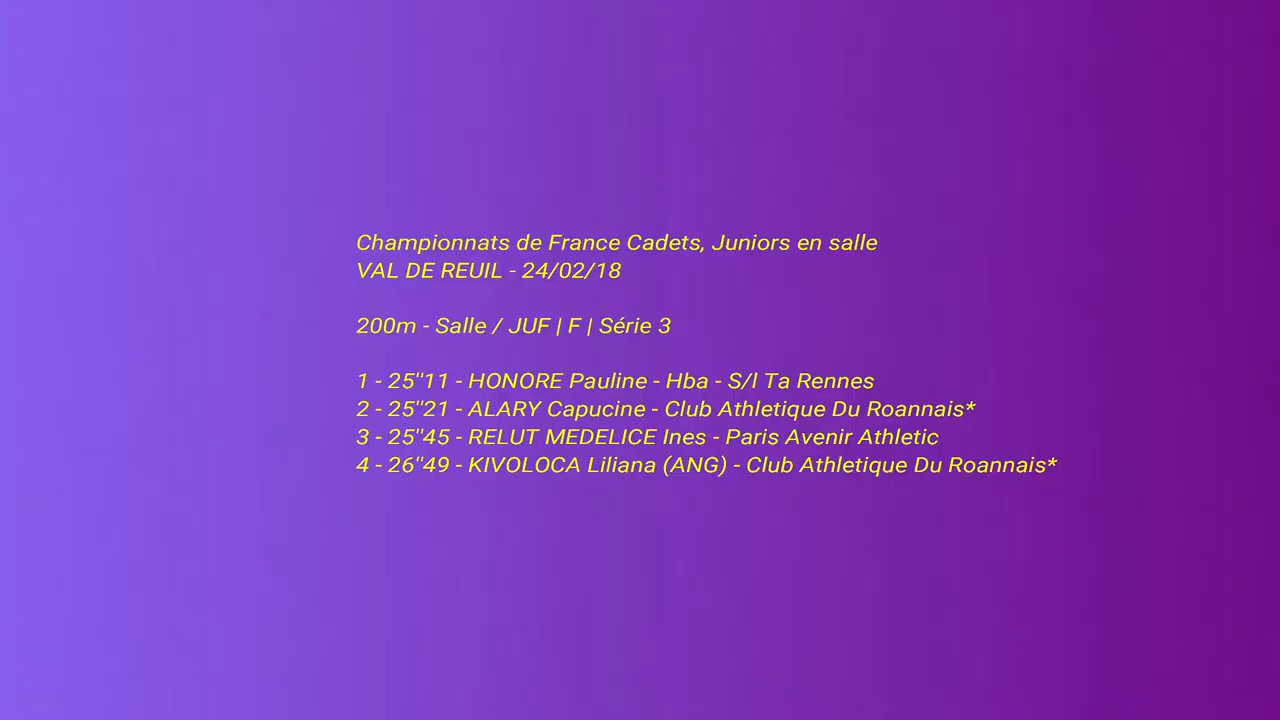 Championnats de France Cadets, Juniors en salle
VAL DE REUIL - 24/02/18
200m - Salle / JUF | F | Série 3
1 - 25"11 - HONORE Pauline - Hba - S/l Ta Rennes
2 - 25"21 - ALARY Capucine - Club Athletique Du Roannais*
3 - 25"45 - RELUT MEDELICE Ines - Paris Avenir Athletic
4 - 26"49 - KIVOLOCA Liliana (ANG) - Club Athletique Du Roannais*